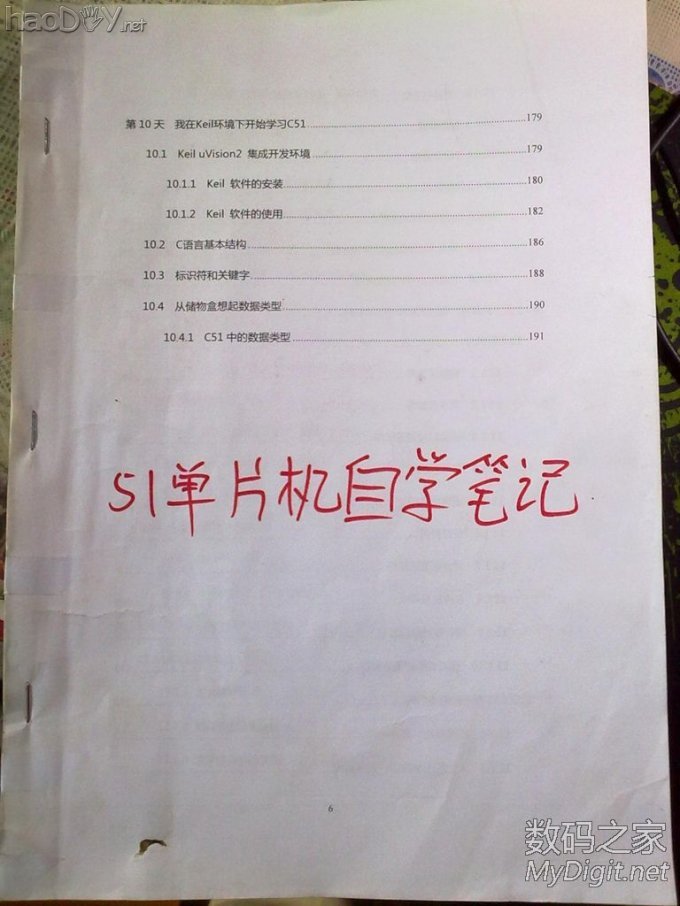 haoDIY.net
第 10 天 我在Keil环境下开始学习C51 179
10.1 Keil uVision2 集成开发环境 179
10.1.1 Keil 软件的安装 180
10.1.2 Keil 软件的使用 182
10.2 C语言基本结构 186
10.3 标识符和关键字 188
10.4 从储物盒想起数据类型 190
10.4.1 C51 中的数据类型 191
51单片机自学笔记
6
数码之家
MyDigit.net